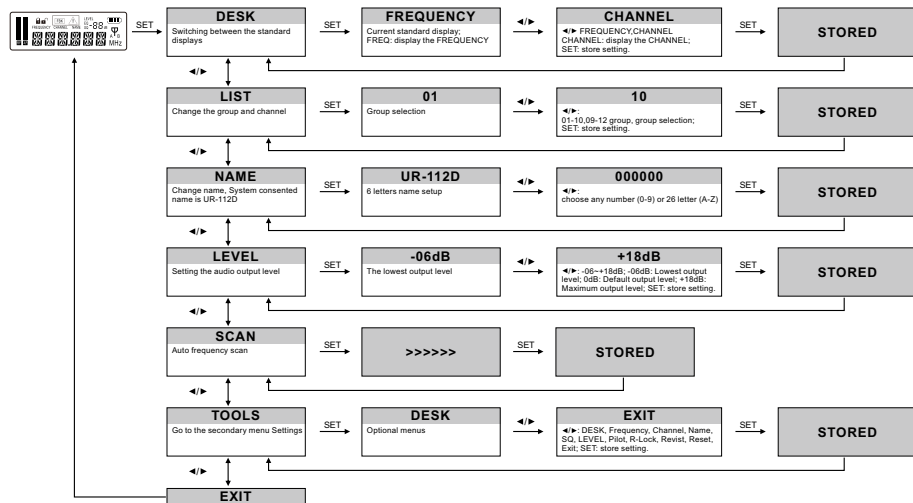 LEVEL
-88
FREQUENCY CHANNEL NAME
MHz
SET
DESK
Switching between the standard
displays
SET
FREQUENCY
Current standard display;
FREQ: display the FREQUENCY
◄/►
CHANNEL
◄/► FREQUENCY,CHANNEL
CHANNEL: display the CHANNEL;
SET: store setting.
SET
STORED
◄/►
LIST
Change the group and channel
SET
01
Group selection
◄/►
10
◄/►:
01-10,09-12 group, group selection;
SET: store setting.
SET
STORED
◄/►
NAME
Change name, System consented
name is UR-112D
SET
UR-112D
6 letters name setup
◄/►
000000
◄/►:
choose any number (0-9) or 26 letter (A-Z)
SET
STORED
◄/►
LEVEL
Setting the audio output level
SET
-06dB
The lowest output level
◄/►
+18dB
◄/►: -06~+18dB; -06dB: Lowest output
level; 0dB: Default output level; +18dB:
Maximum output level; SET: store setting.
SET
STORED
◄/►
SCAN
Auto frequency scan
SET
>>>>>>
SET
STORED
◄/►
TOOLS
Go to the secondary menu Settings
SET
DESK
Optional menus
◄/►
EXIT
◄/►: DESK, Frequency, Channel, Name,
SQ, LEVEL, Pilot, R-Lock, Revist, Reset,
Exit; SET: store setting.
SET
STORED
◄/►
EXIT